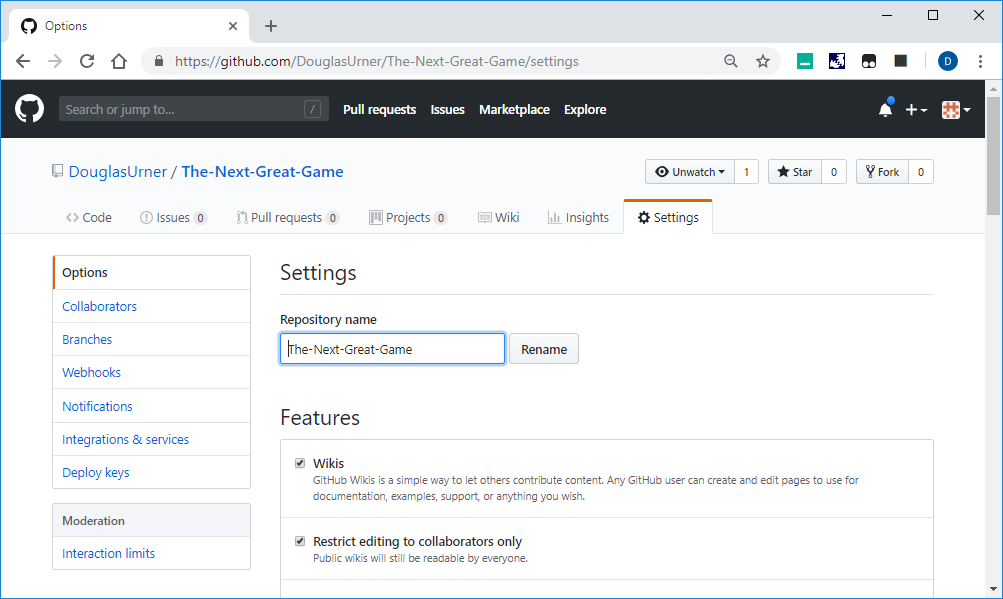 Options
https://github.com/DouglasUrner/The-Next-Great-Game/settings
D
Search or jump to... /
Pull requests Issues Marketplace Explore
DouglasUrner / The-Next-Great-Game
Unwatch 1 Star 0 Fork 0
Code Issues 0 Pull requests 0 Projects 0 Wiki Insights Settings
Options
Collaborators
Branches
Webhooks
Notifications
Integrations & services
Deploy keys
Moderation
Interaction limits
Settings
Repository name
The-Next-Great-Game Rename
Features
Wikis
GitHub Wikis is a simple way to let others contribute content. Any GitHub user can create and edit pages to use for
documentation, examples, support, or anything you wish.
Restrict editing to collaborators only
Public wikis will still be readable by everyone.